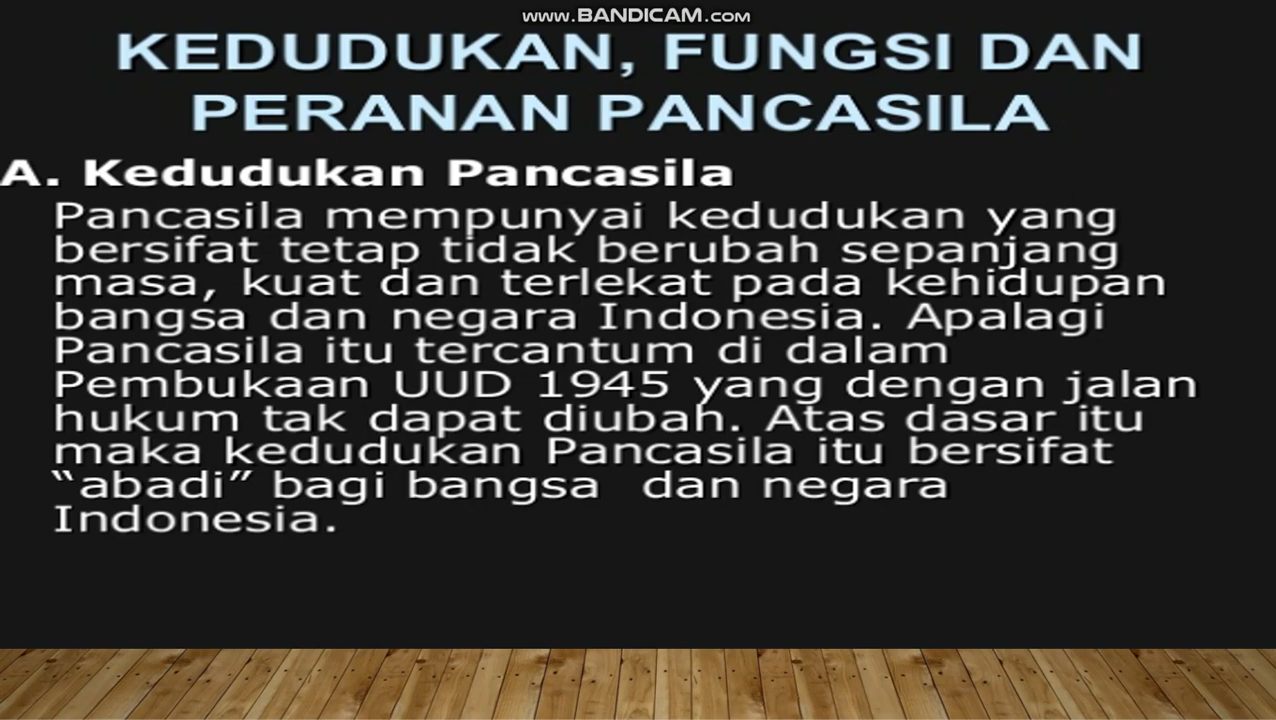 www.BANDICAM.com
KEDUDUKAN, FUNGSI DAN
PERANAN PANCASILA
A. Kedudukan Pancasila
Pancasila mempunyai kedudukan yang
bersifat tetap tidak berubah sepanjang
masa, kuat dan terlekat pada kehidupan
bangsa dan negara Indonesia. Apalagi
Pancasila itu tercantum di dalam
Pembukaan UUD 1945 yang dengan jalan
hukum tak dapat diubah. Atas dasar itu
maka kedudukan Pancasila itu bersifat
“abadi” bagi bangsa  dan negara
Indonesia.